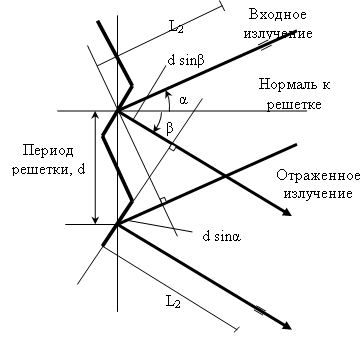 L2
Входное
излучение
d sinβ
Нормаль к
решетке
α
β
Период
решетки, d
Отраженное
излучение
d sinα
L2